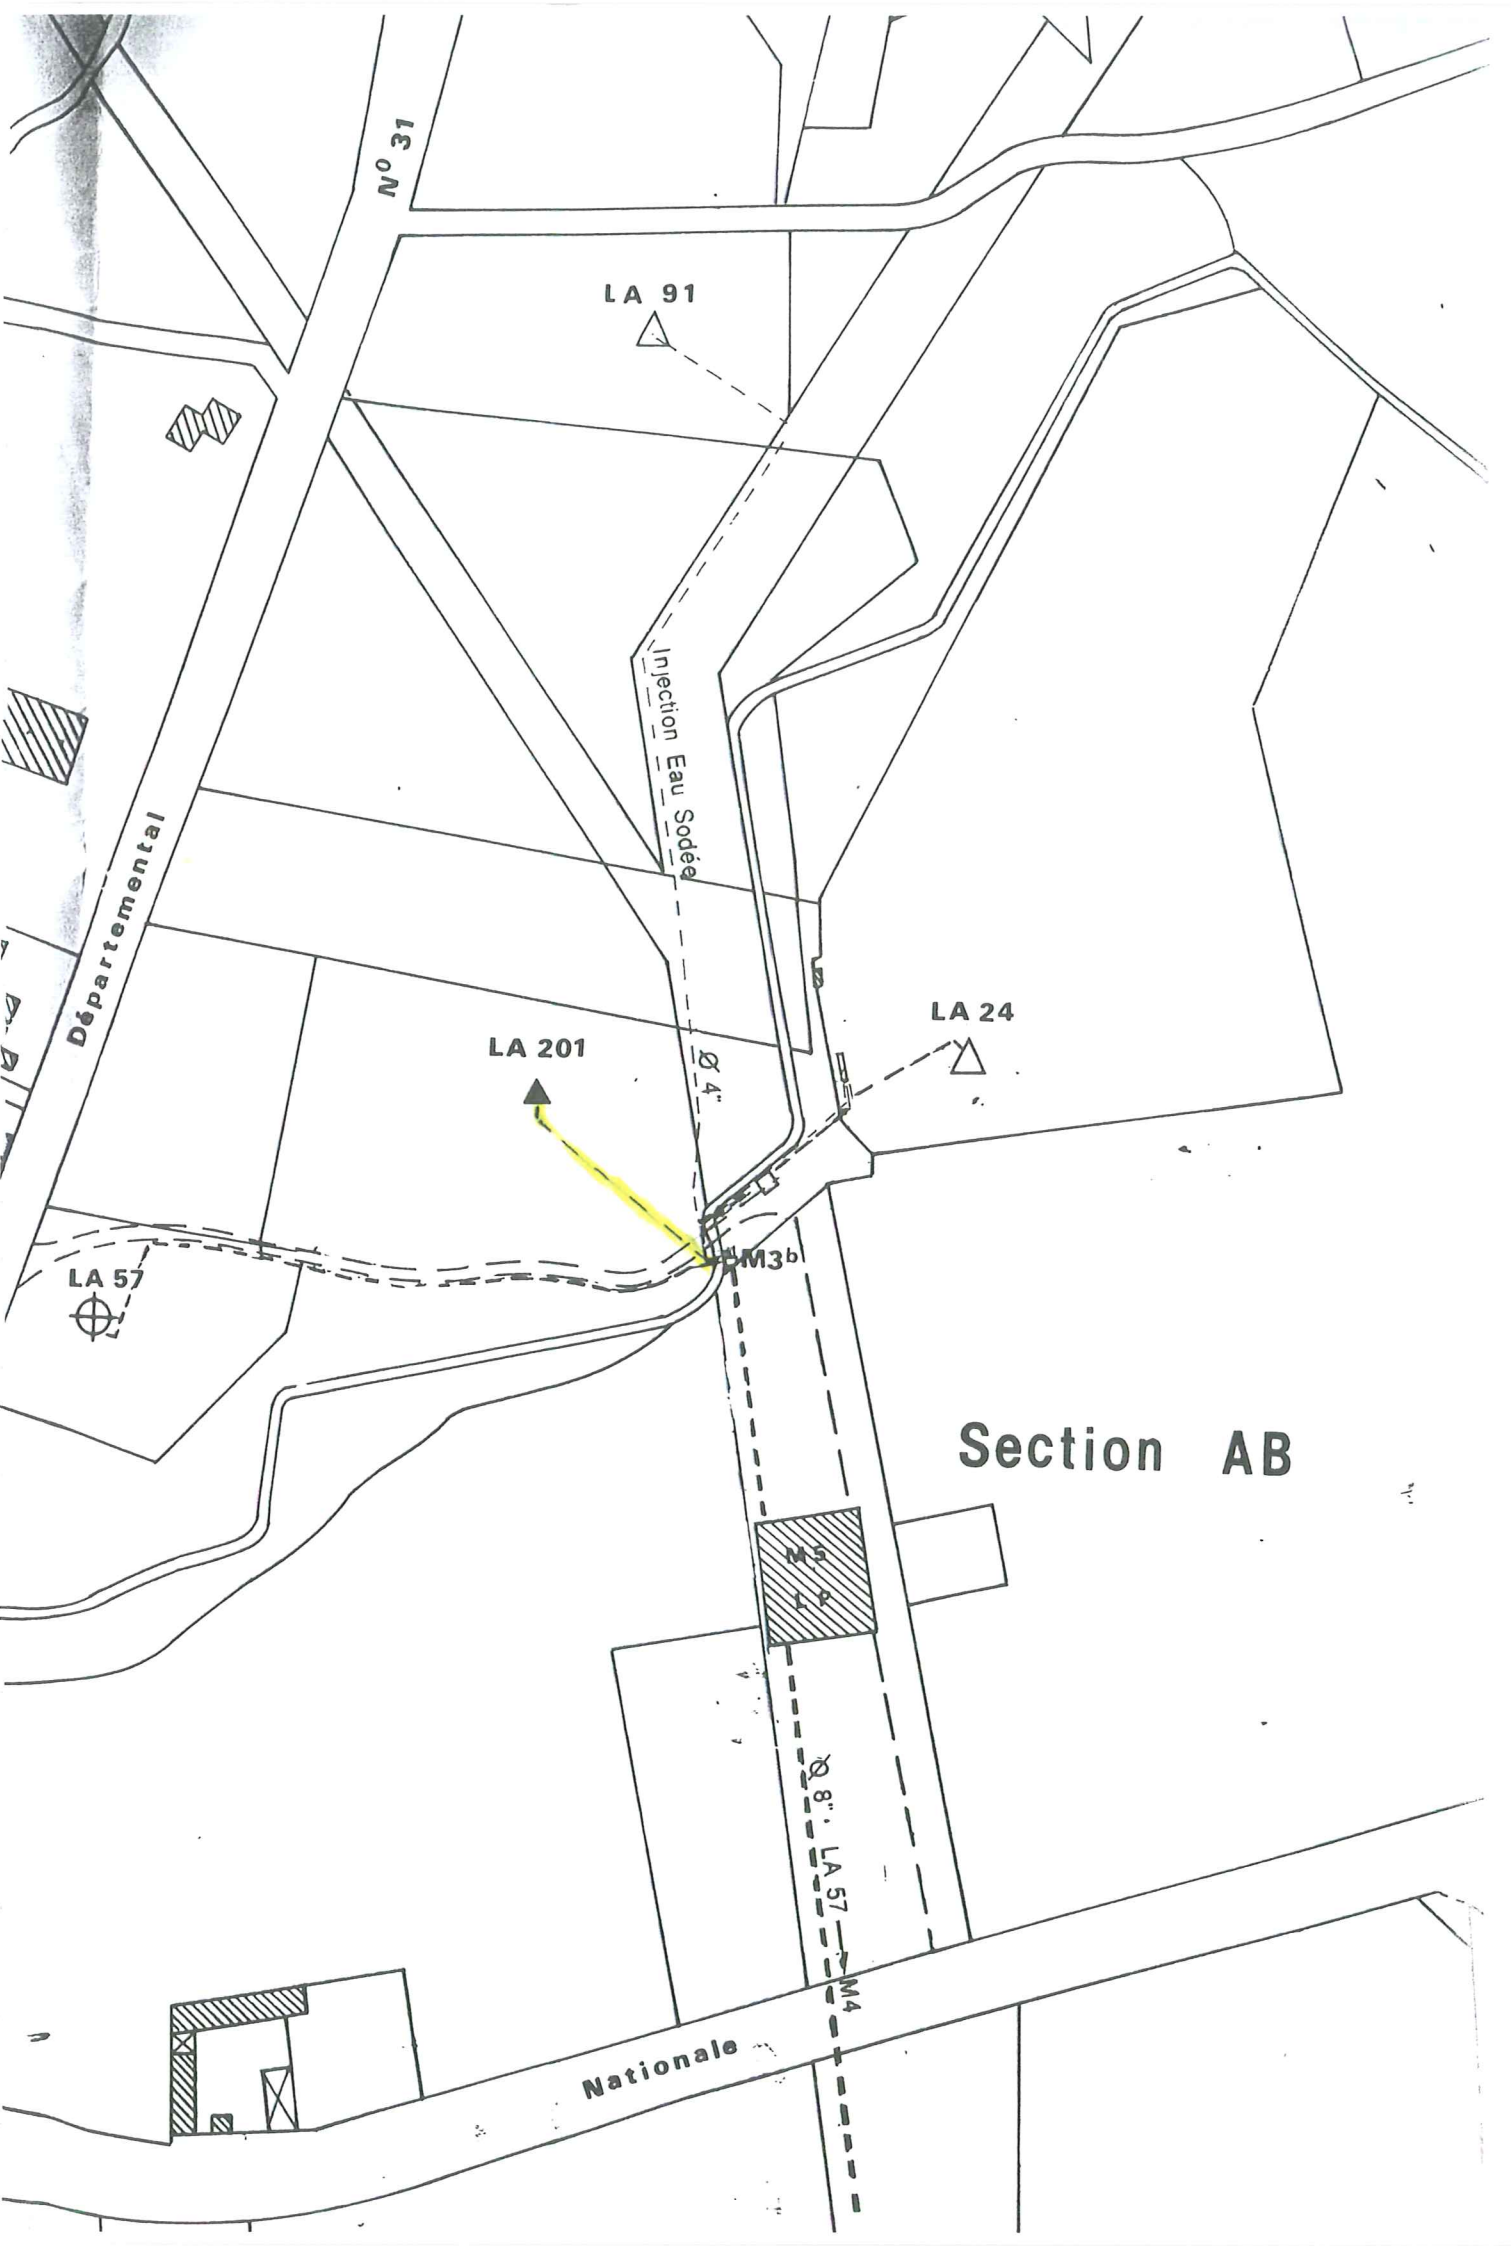 Nº 31
LA 91
Injection Eau Sodée
Départemental
LA 24
LA 201
Ø 4"
M3b
LA 57
Section AB
MS
LP
Ø 8". LA 57 → M4
Nationale